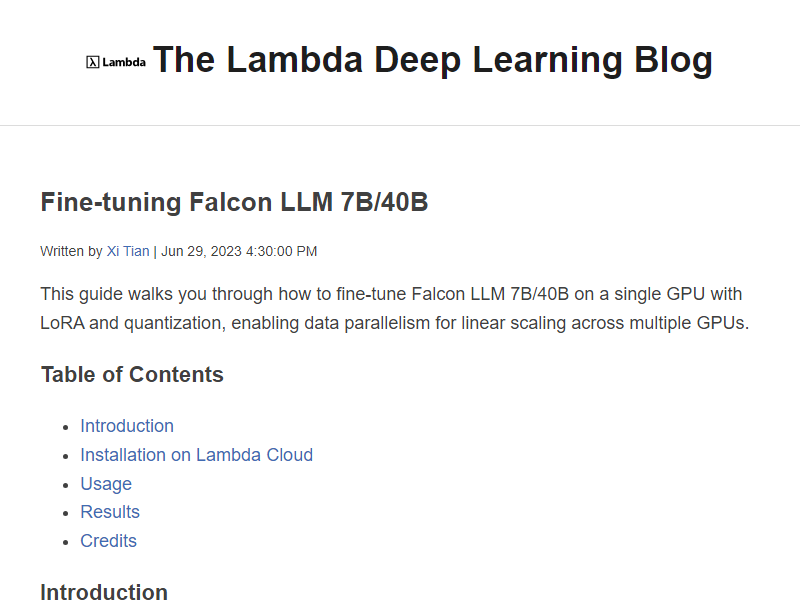 Lambda The Lambda Deep Learning Blog
Fine-tuning Falcon LLM 7B/40B
Written by Xi Tian | Jun 29, 2023 4:30:00 PM
This guide walks you through how to fine-tune Falcon LLM 7B/40B on a single GPU with
LoRA and quantization, enabling data parallelism for linear scaling across multiple GPUs.
Table of Contents
• Introduction
• Installation on Lambda Cloud
• Usage
• Results
• Credits
Introduction